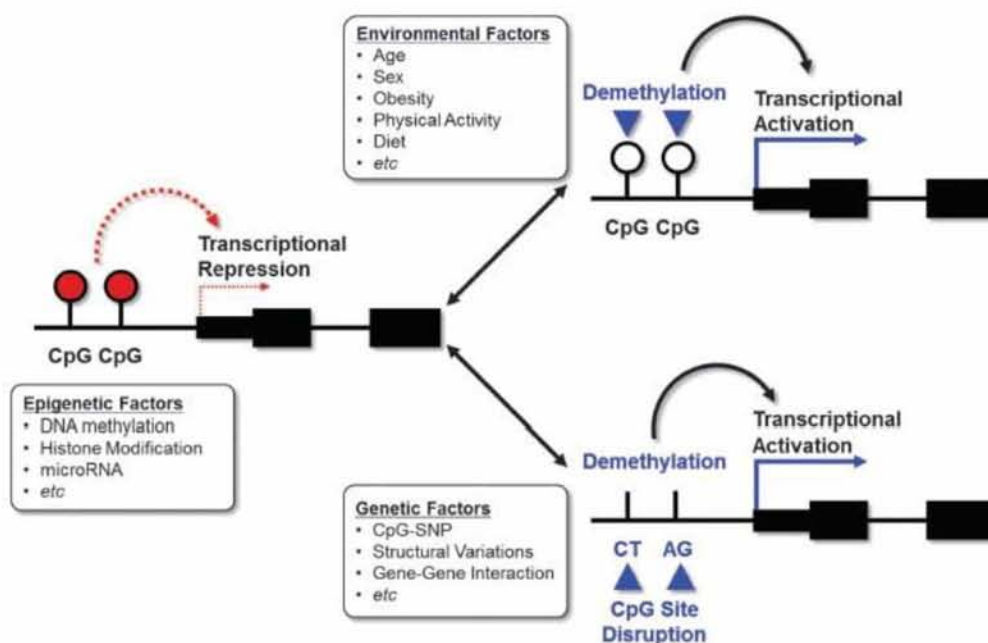 Environmental Factors
• Age
• Sex
• Obesity
• Physical Activity
• Diet
• etc
Demethylation
Transcriptional
Activation
CpG CpG
Transcriptional
Repression
CpG CpG
Epigenetic Factors
• DNA methylation
• Histone Modification
• microRNA
• etc
Genetic Factors
• CpG-SNP
• Structural Variations
• Gene-Gene Interaction
• etc
Demethylation
Transcriptional
Activation
CT AG
CpG Site
Disruption